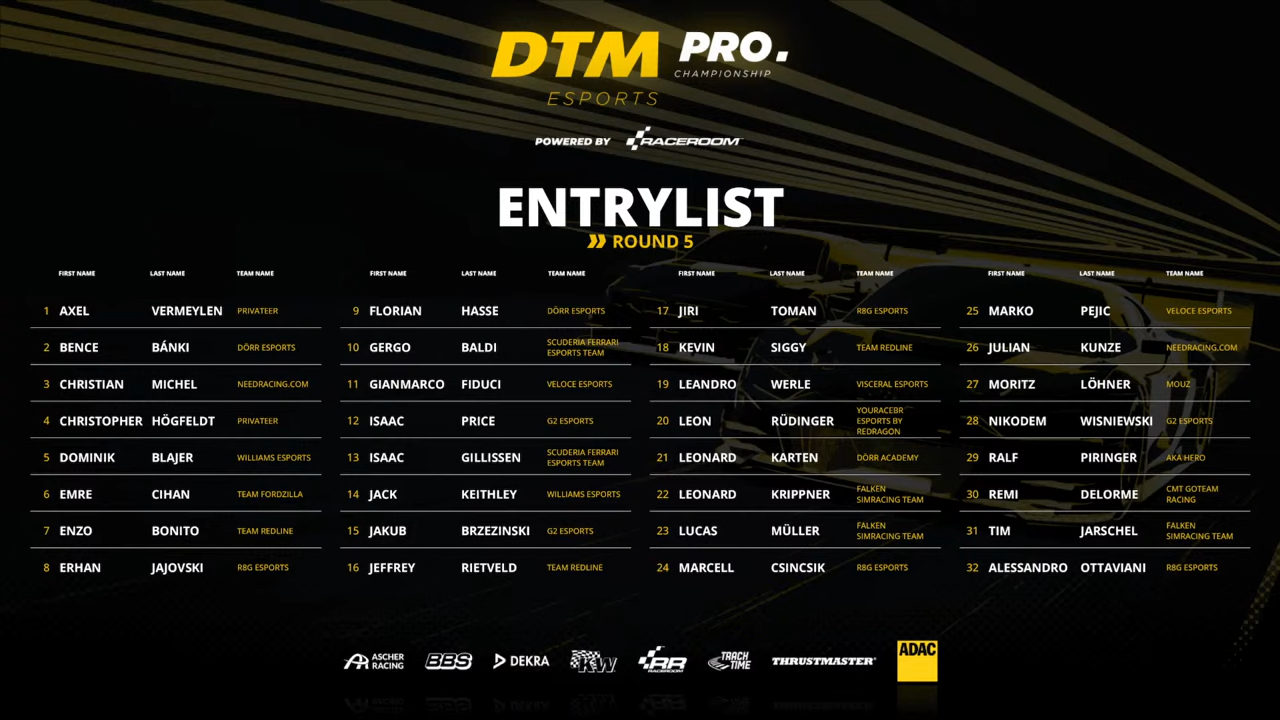 DTM PRO.
CHAMPIONSHIP
ESPORTS
POWERED BY RACEROOM
ENTRYLIST
ROUND 5
FIRST NAME LAST NAME TEAM NAME
1 AXEL VERMEYLEN PRIVATEER
2 BENCE BÁNKI DÖRR ESPORTS
3 CHRISTIAN MICHEL NEEDRACING.COM
4 CHRISTOPHER HÖGFELDT PRIVATEER
5 DOMINIK BLAJER WILLIAMS ESPORTS
6 EMRE CIHAN TEAM FORDZILLA
7 ENZO BONITO TEAM REDLINE
8 ERHAN JAJOVSKI R8G ESPORTS
FIRST NAME LAST NAME TEAM NAME
9 FLORIAN HASSE DÖRR ESPORTS
10 GERGO BALDI SCUDERIA FERRARI
ESPORTS TEAM
11 GIANMARCO FIDUCI VELOCE ESPORTS
12 ISAAC PRICE G2 ESPORTS
13 ISAAC GILLISSEN SCUDERIA FERRARI
ESPORTS TEAM
14 JACK KEITHLEY WILLIAMS ESPORTS
15 JAKUB BRZEZINSKI G2 ESPORTS
16 JEFFREY RIETVELD TEAM REDLINE
FIRST NAME LAST NAME TEAM NAME
17 JIRI TOMAN R8G ESPORTS
18 KEVIN SIGGY TEAM REDLINE
19 LEANDRO WERLE VISCERAL ESPORTS
20 LEON RÜDINGER YOURACEBR
ESPORTS BY
REDRAGON
21 LEONARD KARTEN DÖRR ACADEMY
22 LEONARD KRIPPNER FALKEN
SIMRACING TEAM
23 LUCAS MÜLLER FALKEN
SIMRACING TEAM
24 MARCELL CSINCSIK R8G ESPORTS
FIRST NAME LAST NAME TEAM NAME
25 MARKO PEJIC VELOCE ESPORTS
26 JULIAN KUNZE NEEDRACING.COM
27 MORITZ LÖHNER MOUZ
28 NIKODEM WISNIEWSKI G2 ESPORTS
29 RALF PIRINGER AKA HERO
30 REMI DELORME CMT GOTEAM
RACING
31 TIM JARSCHEL FALKEN
SIMRACING TEAM
32 ALESSANDRO OTTAVIANI R8G ESPORTS
ASCHER
RACING
BBS
DEKRA
KW
RR
RACEROOM
TRACK
TIME
THRUSTMASTER
ADAC